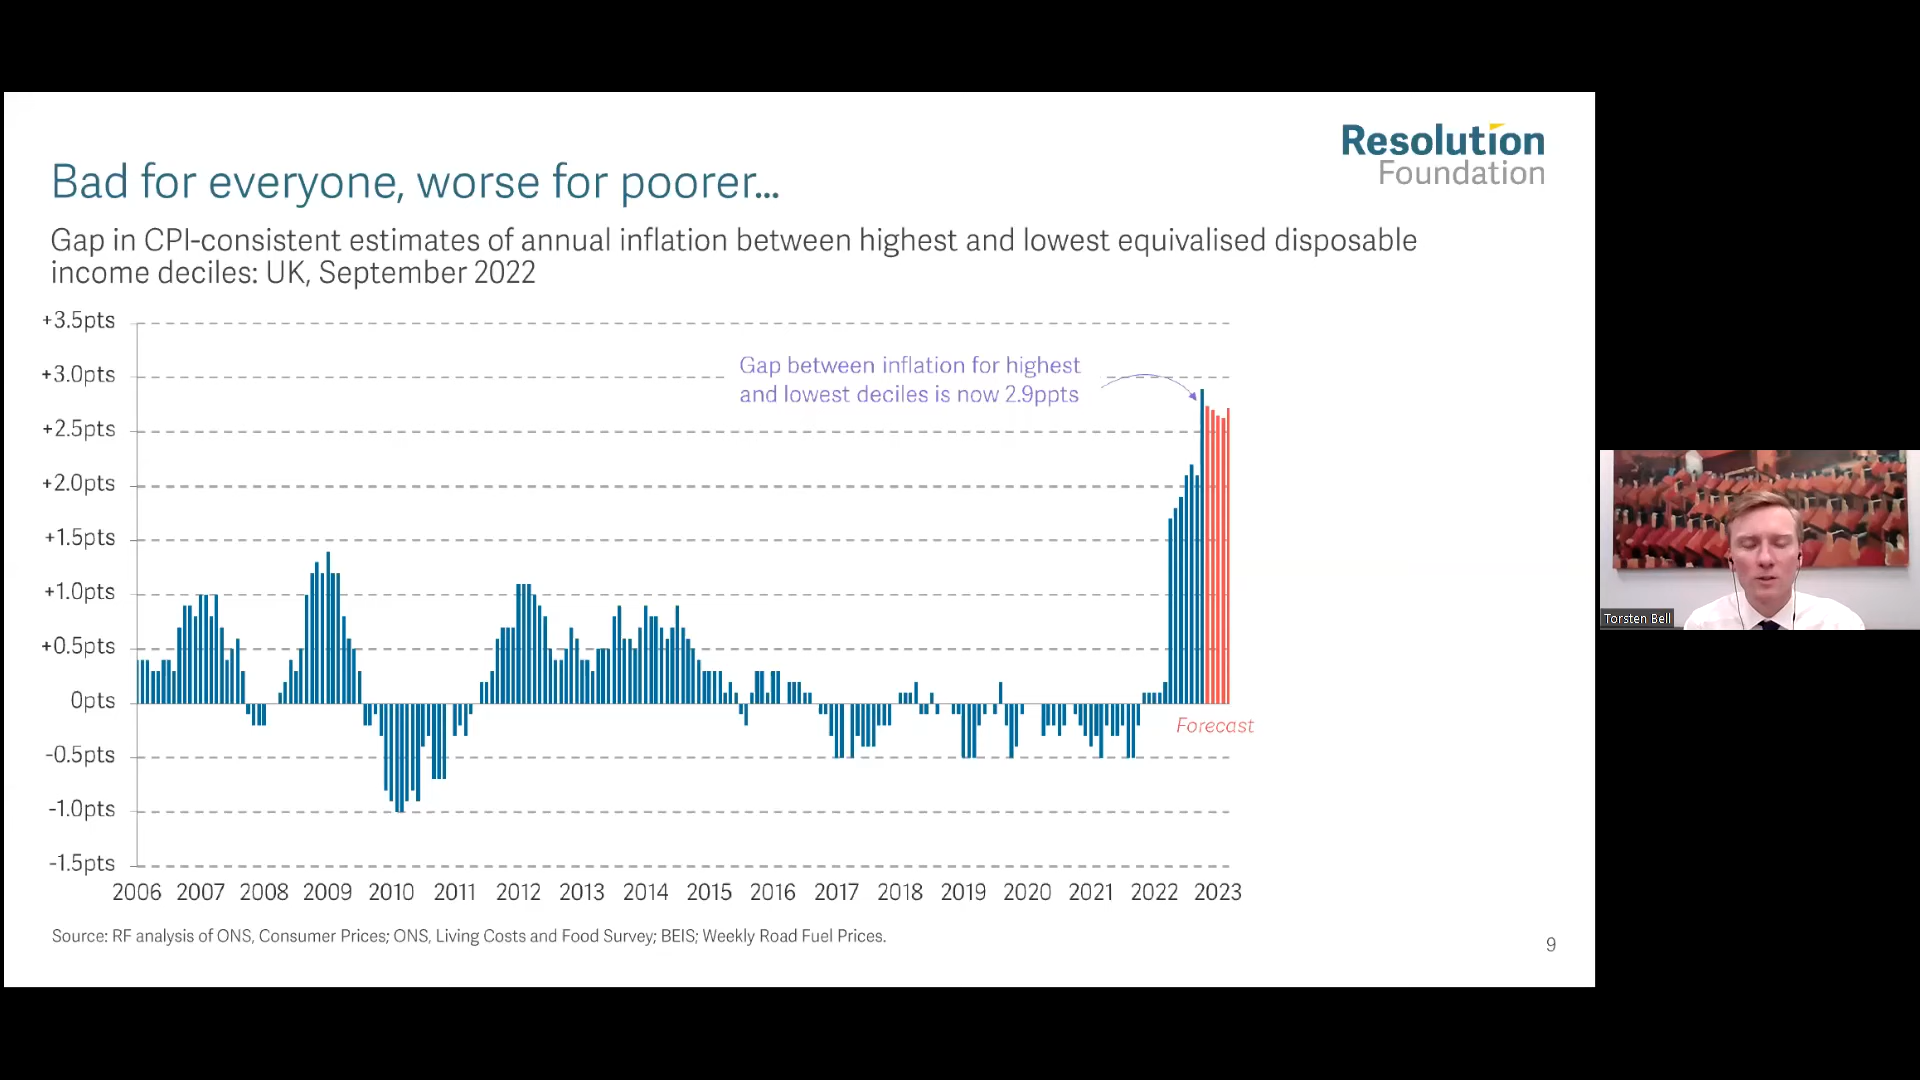 Resolution
Foundation
Bad for everyone, worse for poorer...
Gap in CPI-consistent estimates of annual inflation between highest and lowest equivalised disposable
income deciles: UK, September 2022
+3.5pts
+3.0pts
+2.5pts
+2.0pts
+1.5pts
+1.0pts
+0.5pts
0pts
-0.5pts
-1.0pts
-1.5pts
Gap between inflation for highest
and lowest deciles is now 2.9ppts
Forecast
2006 2007 2008 2009 2010 2011 2012 2013 2014 2015 2016 2017 2018 2019 2020 2021 2022 2023
Source: RF analysis of ONS, Consumer Prices; ONS, Living Costs and Food Survey; BEIS; Weekly Road Fuel Prices.
9
Torsten Bell